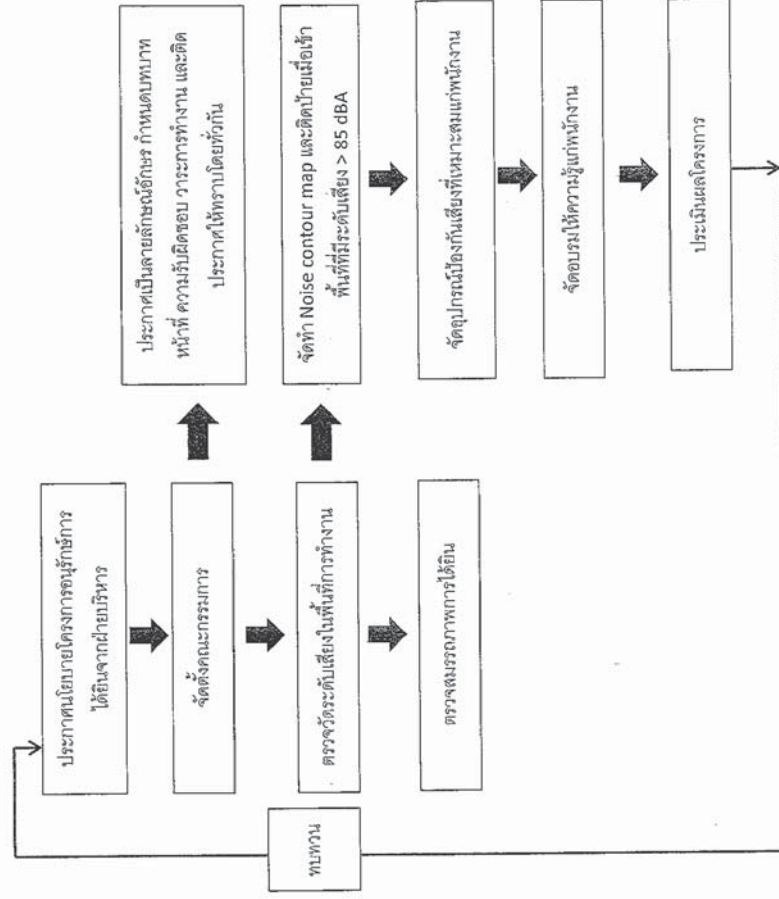 ประกาศนโยบายโครงการอนุรักษ์การ
ได้ยินจากฝ่ายบริหาร
จัดตั้งคณะกรรมการ
ประกาศเป็นลายลักษณ์อักษร กำหนดบทบาท
หน้าที่ ความรับผิดชอบ วาระการทำงาน และติด
ประกาศให้ทราบโดยทั่วกัน
ทบทวน
ตรวจวัดระดับเสียงในพื้นที่การทำงาน
จัดทำ Noise contour map และติดป้ายเมื่อเข้า
พื้นที่ที่มีระดับเสียง > 85 dBA
ตรวจสมรรถภาพการได้ยิน
จัดอุปกรณ์ป้องกันเสียงที่เหมาะสมแก่พนักงาน
จัดอบรมให้ความรู้แก่พนักงาน
ประเมินผลโครงการ